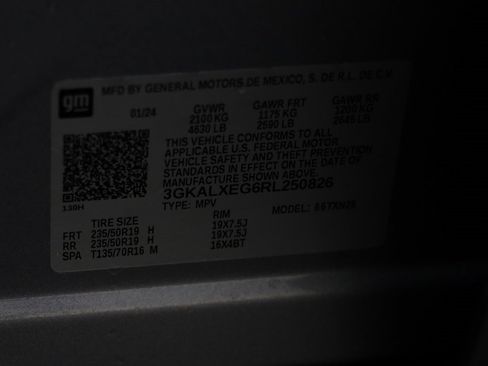 gm
MFD BY GENERAL MOTORS DE MEXICO, S. DE R.L. DE C.V.
01/24 GVWR GAWR FRT GAWR RR
2100 KG 1175 KG 1200 KG
4630 LB 2590 LB 2645 LB
THIS VEHICLE CONFORMS TO ALL
APPLICABLE U.S. FEDERAL MOTOR
VEHICLE SAFETY AND THEFT PREVENTION
STANDARDS IN EFFECT ON THE DATE OF
MANUFACTURE SHOWN ABOVE.
3GKALXEG6RL250826
TYPE: MPV MODEL:
TIRE SIZE RIM
FRT 235/50R19 H 19X7.5J
RR 235/50R19 H 19X7.5J
SPA T135/70R16 M 16X4BT